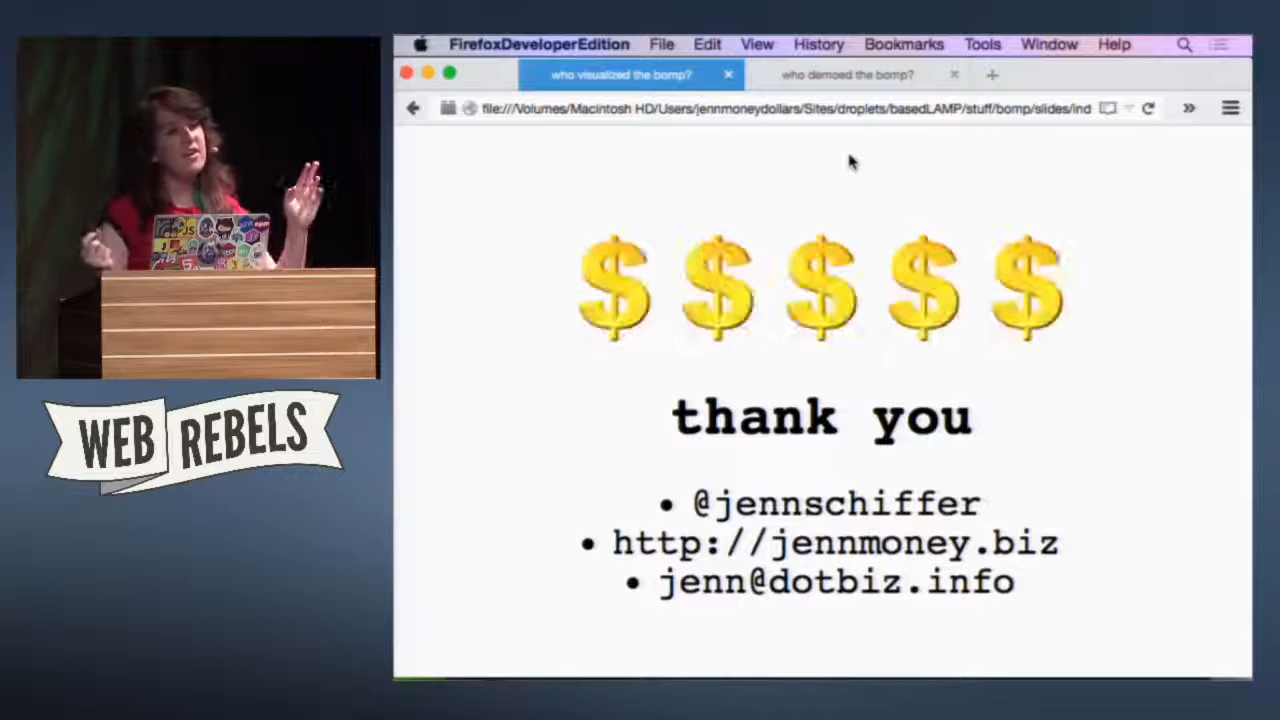 FirefoxDeveloperEdition File Edit View History Bookmarks Tools Window Help
who visualized the bomp? who demoed the bomp?
file:///Volumes/Macintosh HD/Users/jennmoneydollars/Sites/droplets/basedLAMP/stuff/bomp/slides/ind
$ $ $ $ $
thank you
• @jennschiffer
• http://jennmoney.biz
• jenn@dotbiz.info
JS
WEB REBELS